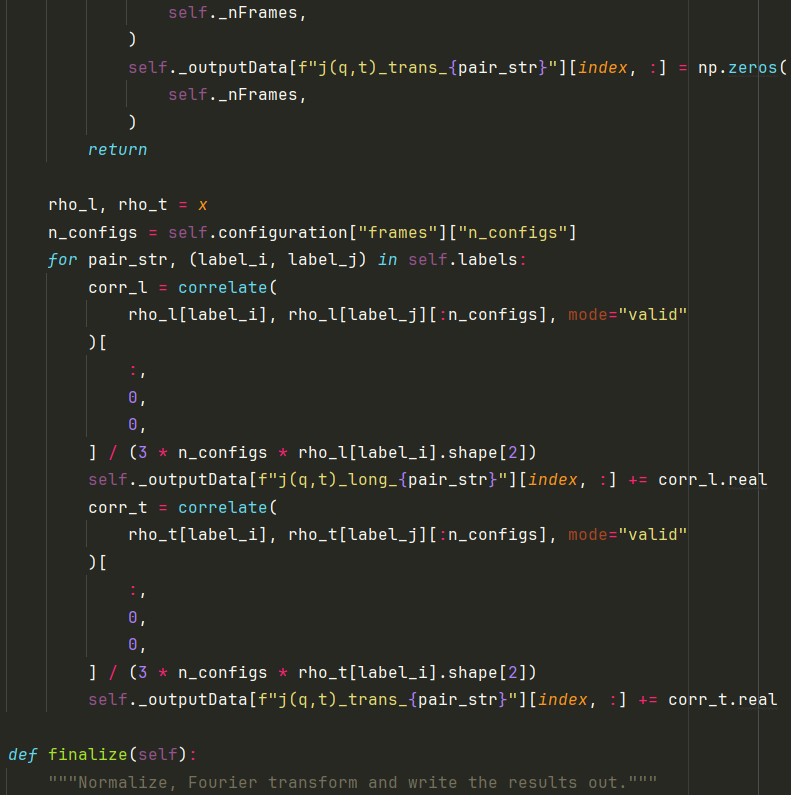 self._nFrames,
)
self._outputData[f"j(q,t)_trans_{pair_str}"][index, :] = np.zeros(
self._nFrames,
)
return
rho_l, rho_t = x
n_configs = self.configuration["frames"]["n_configs"]
for pair_str, (label_i, label_j) in self.labels:
corr_l = correlate(
rho_l[label_i], rho_l[label_j][:n_configs], mode="valid"
)[
:,
0,
0,
] / (3 * n_configs * rho_l[label_i].shape[2])
self._outputData[f"j(q,t)_long_{pair_str}"][index, :] += corr_l.real
corr_t = correlate(
rho_t[label_i], rho_t[label_j][:n_configs], mode="valid"
)[
:,
0,
0,
] / (3 * n_configs * rho_t[label_i].shape[2])
self._outputData[f"j(q,t)_trans_{pair_str}"][index, :] += corr_t.real
def finalize(self):
"""Normalize, Fourier transform and write the results out."""